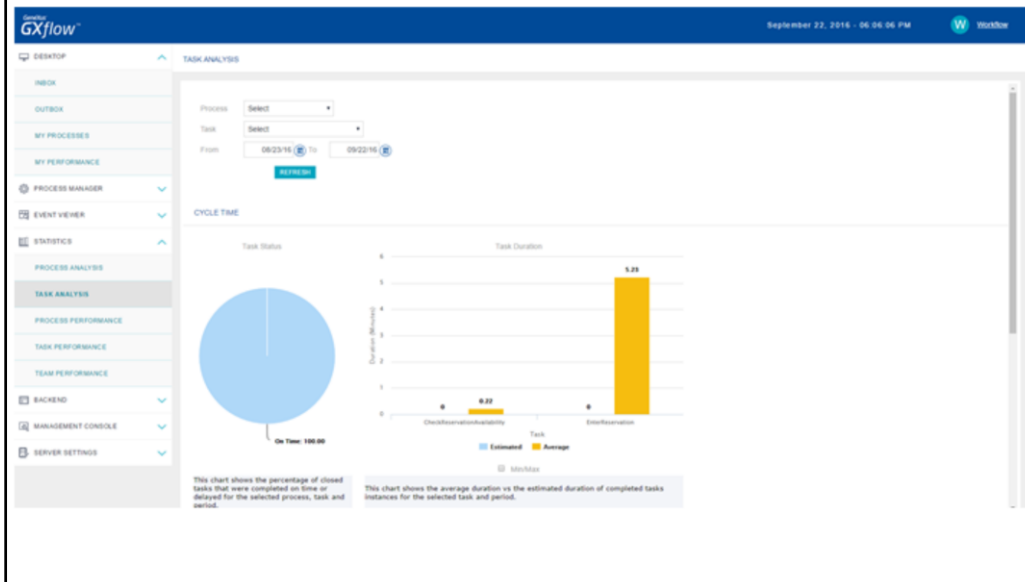 GeneXus
GXflow™
September 22, 2016 - 06:06:06 PM
W
Workflow
DESKTOP
INBOX
OUTBOX
MY PROCESSES
MY PERFORMANCE
PROCESS MANAGER
EVENT VIEWER
STATISTICS
PROCESS ANALYSIS
TASK ANALYSIS
PROCESS PERFORMANCE
TASK PERFORMANCE
TEAM PERFORMANCE
BACKEND
MANAGEMENT CONSOLE
SERVER SETTINGS
TASK ANALYSIS
Process Select
Task Select
From 08/23/16 To 09/22/16
REFRESH
CYCLE TIME
Task Status
On Time: 100.00
This chart shows the percentage of closed
tasks that were completed on time or
delayed for the selected process, task and
period.
Task Duration
Duration (Minutes)
6
5
4
3
2
1
0
0
0.22
0
5.23
CheckReservationAvailability
EnterReservation
Task
Estimated Average
Min/Max
This chart shows the average duration vs the estimated duration of completed tasks
instances for the selected task and period.